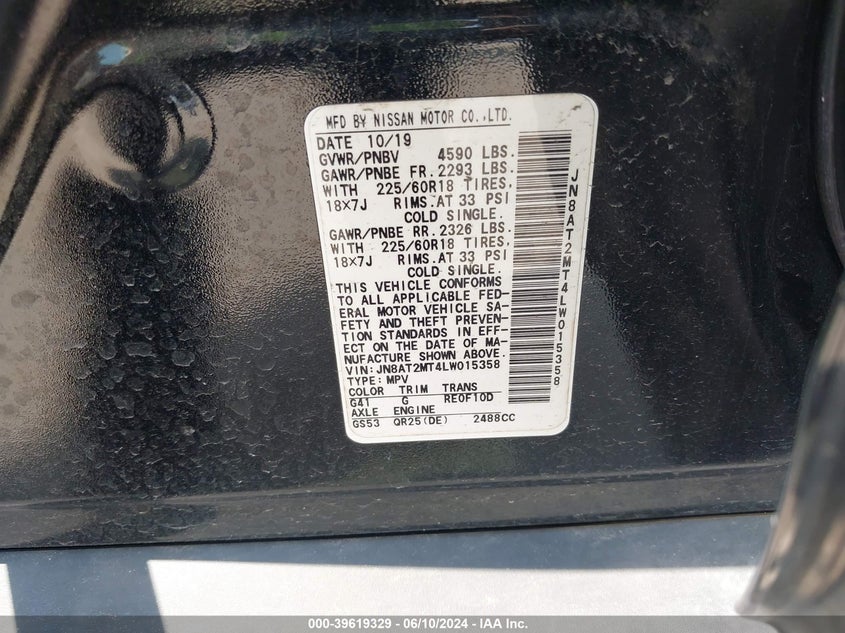 MFD BY NISSAN MOTOR CO.,LTD.
DATE 10/19
GVWR/PNBV 4590 LBS.
GAWR/PNBE FR. 2293 LBS.
WITH 225/60R18 TIRES,
18X7J RIMS.AT 33 PSI
COLD SINGLE.
GAWR/PNBE RR. 2326 LBS.
WITH 225/60R18 TIRES,
18X7J RIMS.AT 33 PSI
COLD SINGLE.
THIS VEHICLE CONFORMS
TO ALL APPLICABLE FED-
ERAL MOTOR VEHICLE SA-
FETY AND THEFT PREVEN-
TION STANDARDS IN EFF-
ECT ON THE DATE OF MA-
NUFACTURE SHOWN ABOVE.
VIN: JN8AT2MT4LW015358
TYPE: MPV
COLOR TRIM TRANS
G41 G RE0F10D
AXLE ENGINE
GS53 QR25(DE) 2488CC
JN8AT2MT4LW015358
000-39619329 - 06/10/2024 - IAAI.com